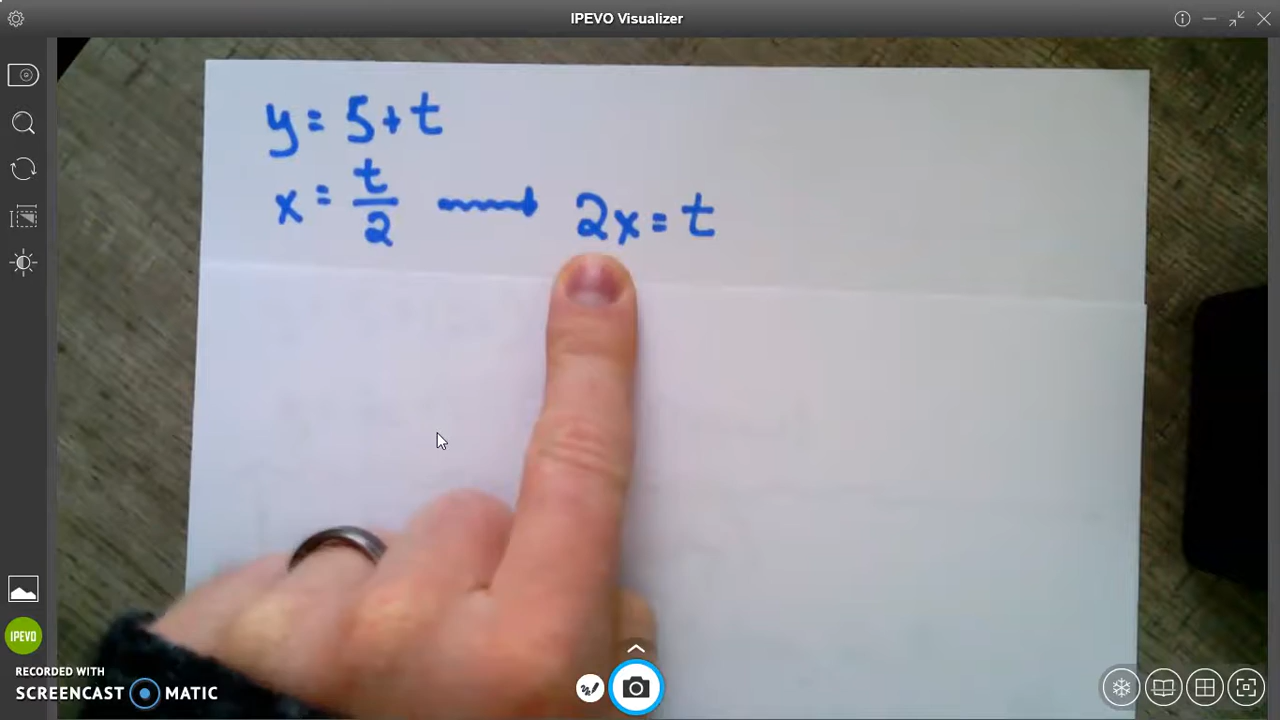 IPEVO Visualizer
y = 5 + t
x = t/2 → 2x = t
IPEVO
RECORDED WITH
SCREENCAST MATIC